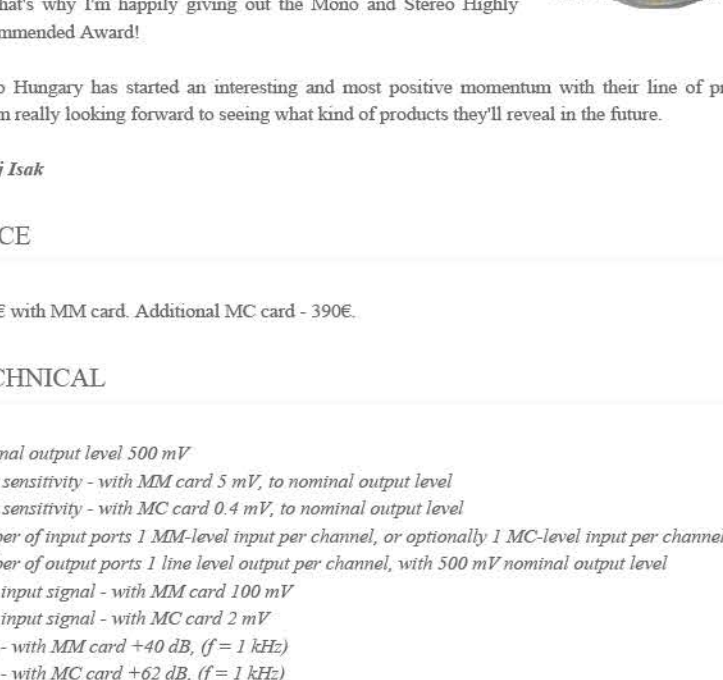 hat's why I'm happily giving out the Mono and Stereo Highly
mmended Award!
o Hungary has started an interesting and most positive momentum with their line of pr
m really looking forward to seeing what kind of products they'll reveal in the future.
j Isak
CE
€ with MM card. Additional MC card - 390€.
CHNICAL
nal output level 500 mV
sensitivity - with MM card 5 mV, to nominal output level
sensitivity - with MC card 0.4 mV, to nominal output level
ber of input ports 1 MM-level input per channel, or optionally 1 MC-level input per channel
ber of output ports 1 line level output per channel, with 500 mV nominal output level
input signal - with MM card 100 mV
input signal - with MC card 2 mV
- with MM card +40 dB, (f = 1 kHz)
- with MC card +62 dB, (f = 1 kHz)